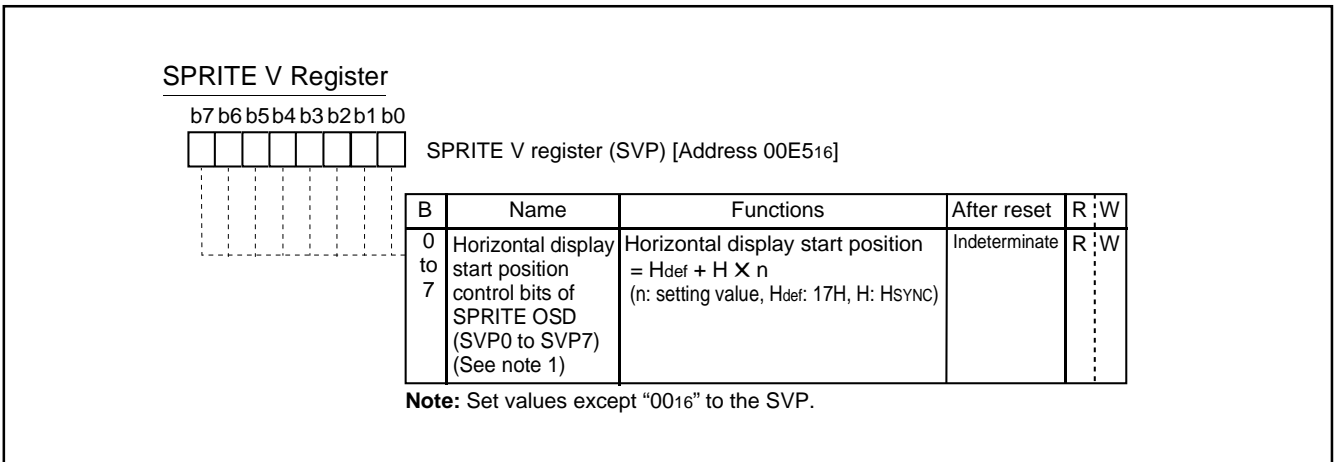 SPRITE V Register
b7 b6 b5 b4 b3 b2 b1 b0
SPRITE V register (SVP) [Address 00E516]
B Name Functions After reset R W
0 to 7
Horizontal display
start position
control bits of
SPRITE OSD
(SVP0 to SVP7)
(See note 1)
Horizontal display start position
= Hdef + H X n
(n: setting value, Hdef: 17H, H: HSYNC)
Indeterminate
R W
Note: Set values except “0016” to the SVP.